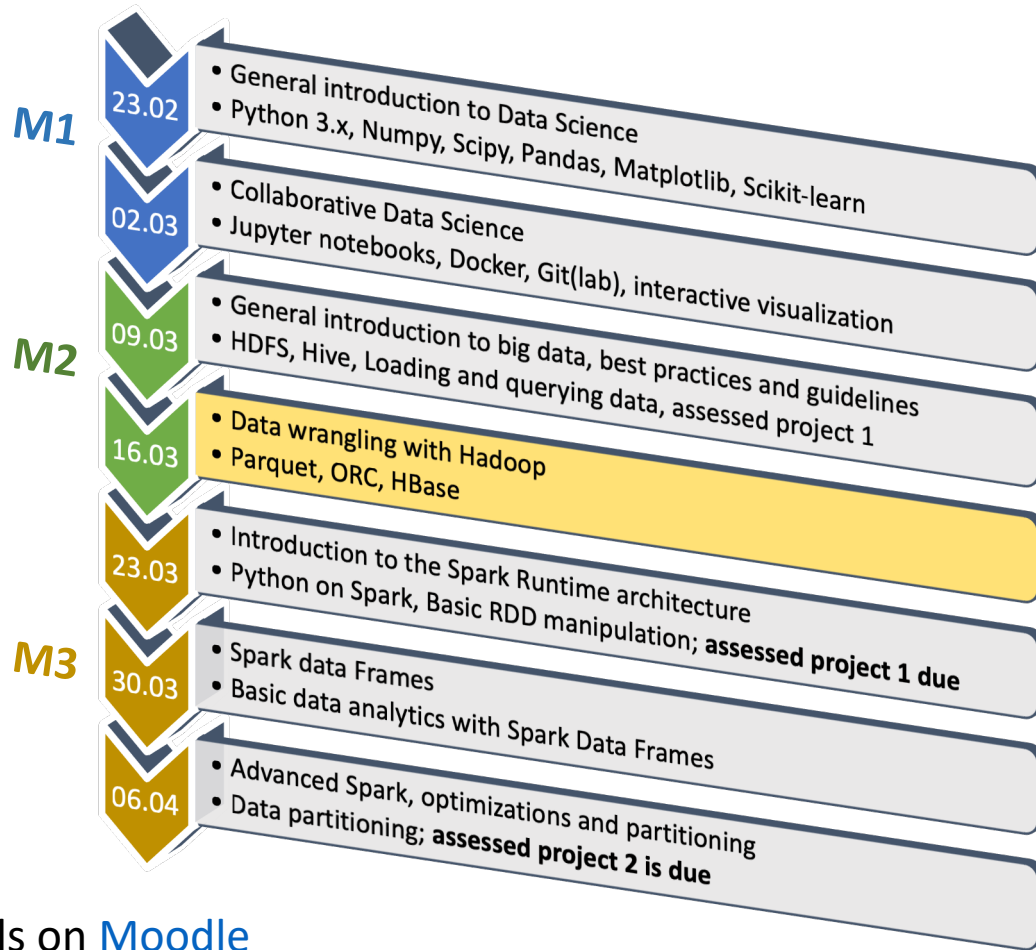 M1
23.02
• General introduction to Data Science
• Python 3.x, Numpy, Scipy, Pandas, Matplotlib, Scikit-learn
02.03
• Collaborative Data Science
• Jupyter notebooks, Docker, Git(lab), interactive visualization
M2
09.03
• General introduction to big data, best practices and guidelines
• HDFS, Hive, Loading and querying data, assessed project 1
16.03
• Data wrangling with Hadoop
• Parquet, ORC, HBase
M3
23.03
• Introduction to the Spark Runtime architecture
• Python on Spark, Basic RDD manipulation; assessed project 1 due
30.03
• Spark data Frames
• Basic data analytics with Spark Data Frames
06.04
• Advanced Spark, optimizations and partitioning
• Data partitioning; assessed project 2 is due
on Moodle